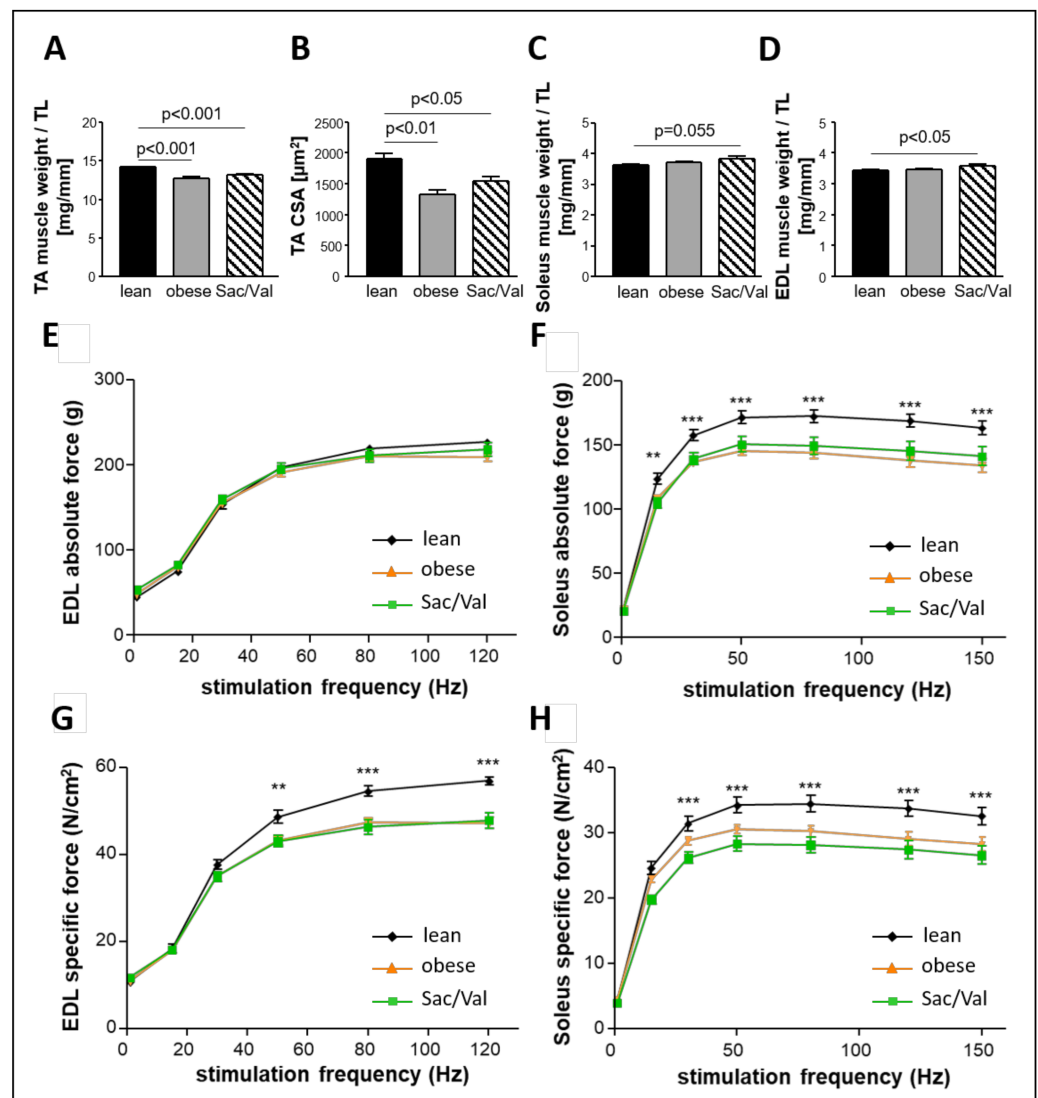 A
B
C
D
TA muscle weight / TL
[mg/mm]
20
15
10
5
0
p<0.001
p<0.001
lean obese Sac/Val
TA CSA [µm²]
2500
2000
1500
1000
500
0
p<0.05
p<0.01
lean obese Sac/Val
Soleus muscle weight / TL
[mg/mm]
5
4
3
2
1
0
p=0.055
lean obese Sac/Val
EDL muscle weight / TL
[mg/mm]
5
4
3
2
1
0
p<0.05
lean obese Sac/Val
E
EDL absolute force (g)
300
200
100
0
lean
obese
Sac/Val
0 20 40 60 80 100 120
stimulation frequency (Hz)
F
Soleus absolute force (g)
200
150
100
50
0
** *** *** *** *** ***
lean
obese
Sac/Val
0 50 100 150
stimulation frequency (Hz)
G
EDL specific force (N/cm²)
60
40
20
0
** *** ***
lean
obese
Sac/Val
0 20 40 60 80 100 120
stimulation frequency (Hz)
H
Soleus specific force (N/cm²)
40
30
20
10
0
*** *** *** *** ***
lean
obese
Sac/Val
0 50 100 150
stimulation frequency (Hz)